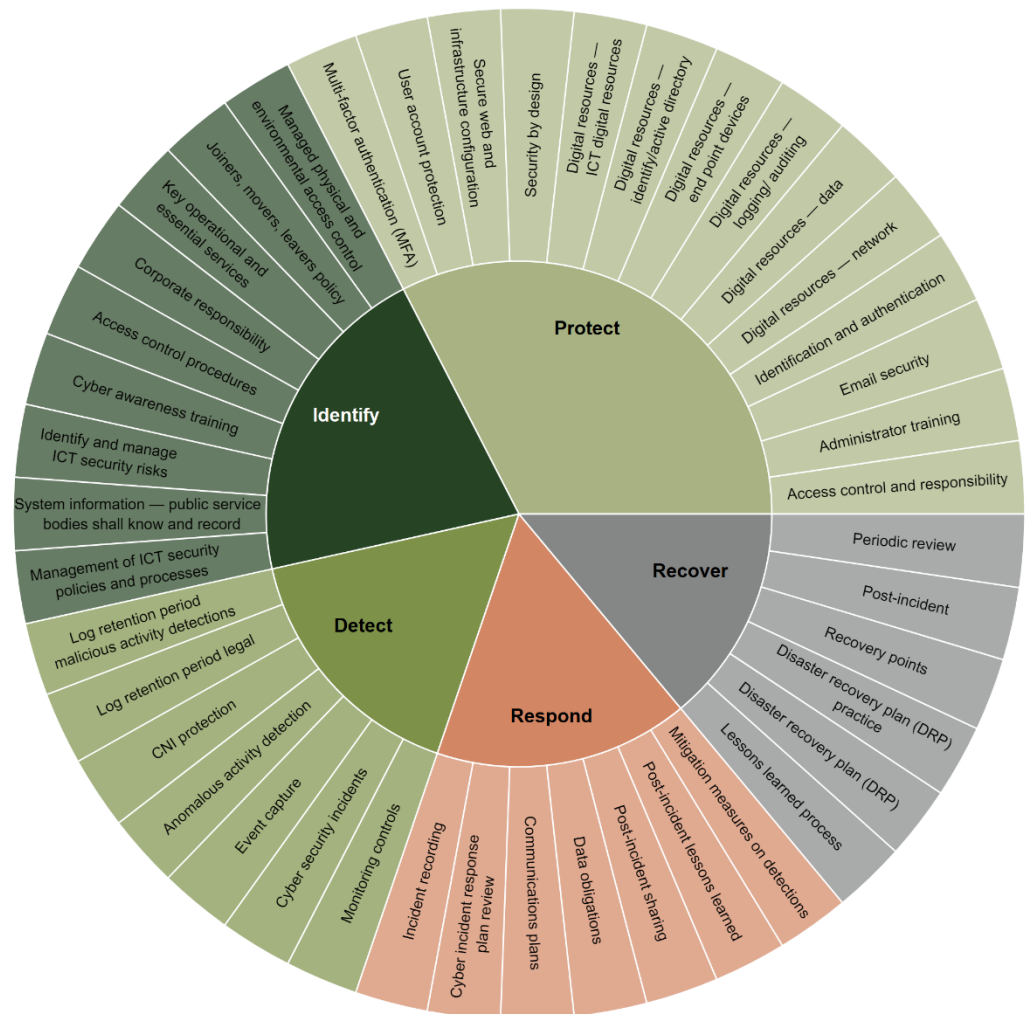 Protect
Multi-factor authentication (MFA)
User account protection
Secure web and
infrastructure configuration
Security by design
Digital resources —
ICT digital resources
Digital resources —
identify/active directory
Digital resources —
end point devices
Digital resources —
logging/ auditing
Digital resources — data
Digital resources — network
Identification and authentication
Email security
Administrator training
Access control and responsibility
Recover
Periodic review
Post-incident
Recovery points
Disaster recovery plan (DRP)
practice
Disaster recovery plan (DRP)
Lessons learned process
Respond
Mitigation measures on detections
Post-incident lessons learned
Post-incident sharing
Data obligations
Communications plans
Cyber incident response
plan review
Incident recording
Detect
Monitoring controls
Cyber security incidents
Event capture
Anomalous activity detection
CNI protection
Log retention period legal
Log retention period
malicious activity detections
Identify
Management of ICT security
policies and processes
System information — public service
bodies shall know and record
Identify and manage
ICT security risks
Cyber awareness training
Access control procedures
Corporate responsibility
Key operational and
essential services
Joiners, movers, leavers policy
Managed physical and
environmental access control